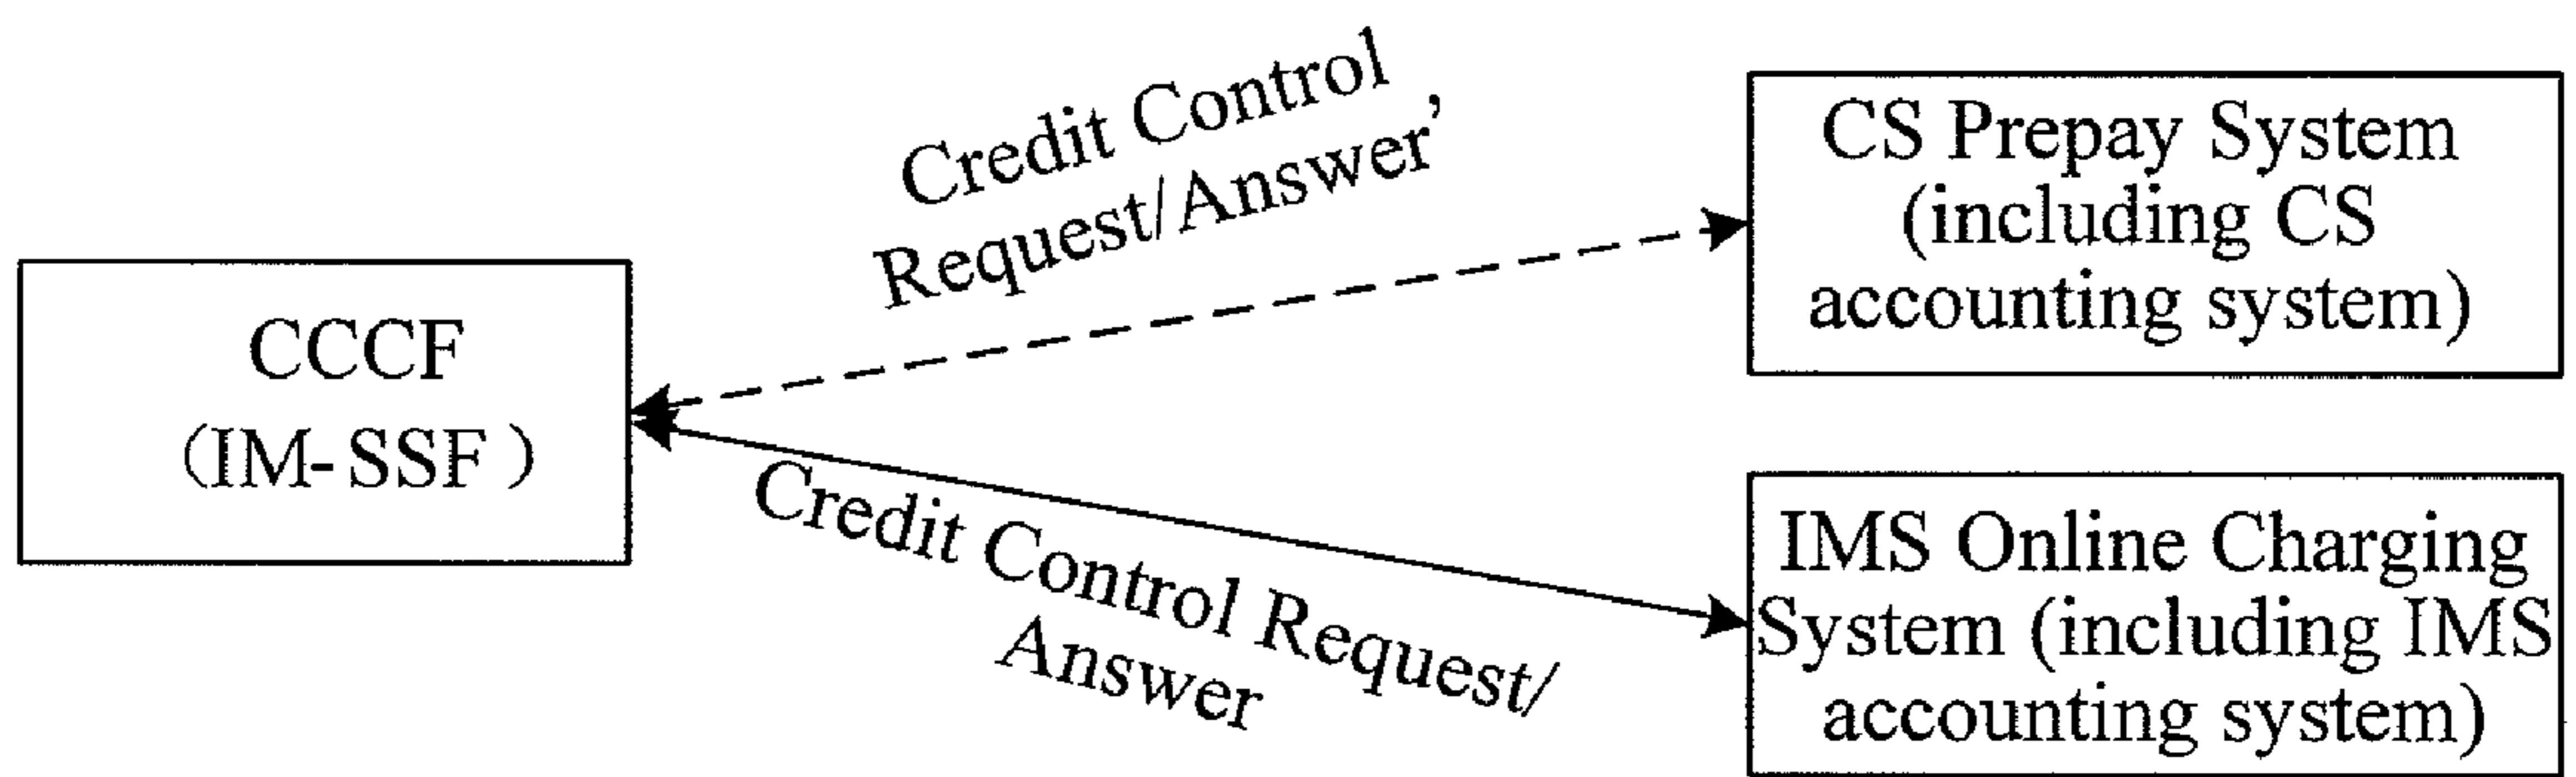 Credit Control
Request/Answer’
CS Prepay System
(including CS
accounting system)
CCCF
(IM-SSF)
Credit Control Request/
Answer
IMS Online Charging
System (including IMS
accounting system)